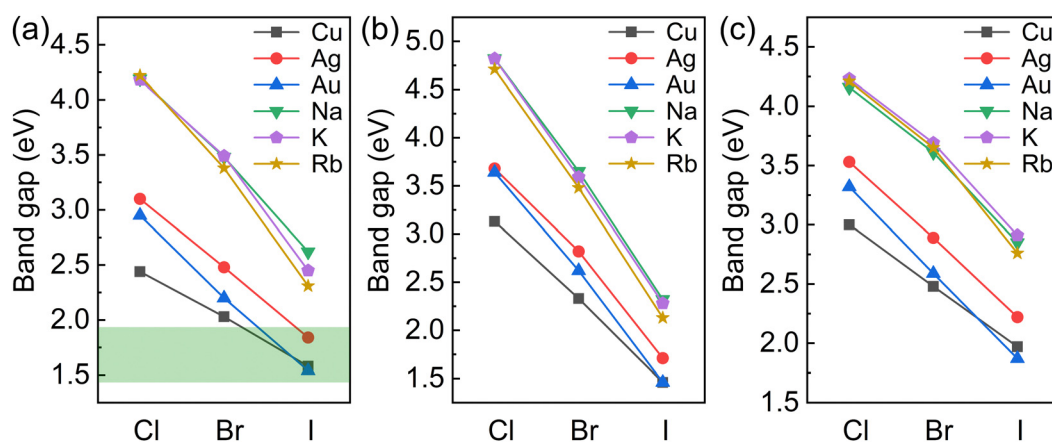 (a)
Band gap (eV)
4.5
4.0
3.5
3.0
2.5
2.0
1.5
Cl Br I
Cu
Ag
Au
Na
K
Rb
(b)
Band gap (eV)
5.0
4.5
4.0
3.5
3.0
2.5
2.0
1.5
Cl Br I
Cu
Ag
Au
Na
K
Rb
(c)
Band gap (eV)
4.5
4.0
3.5
3.0
2.5
2.0
1.5
Cl Br I
Cu
Ag
Au
Na
K
Rb